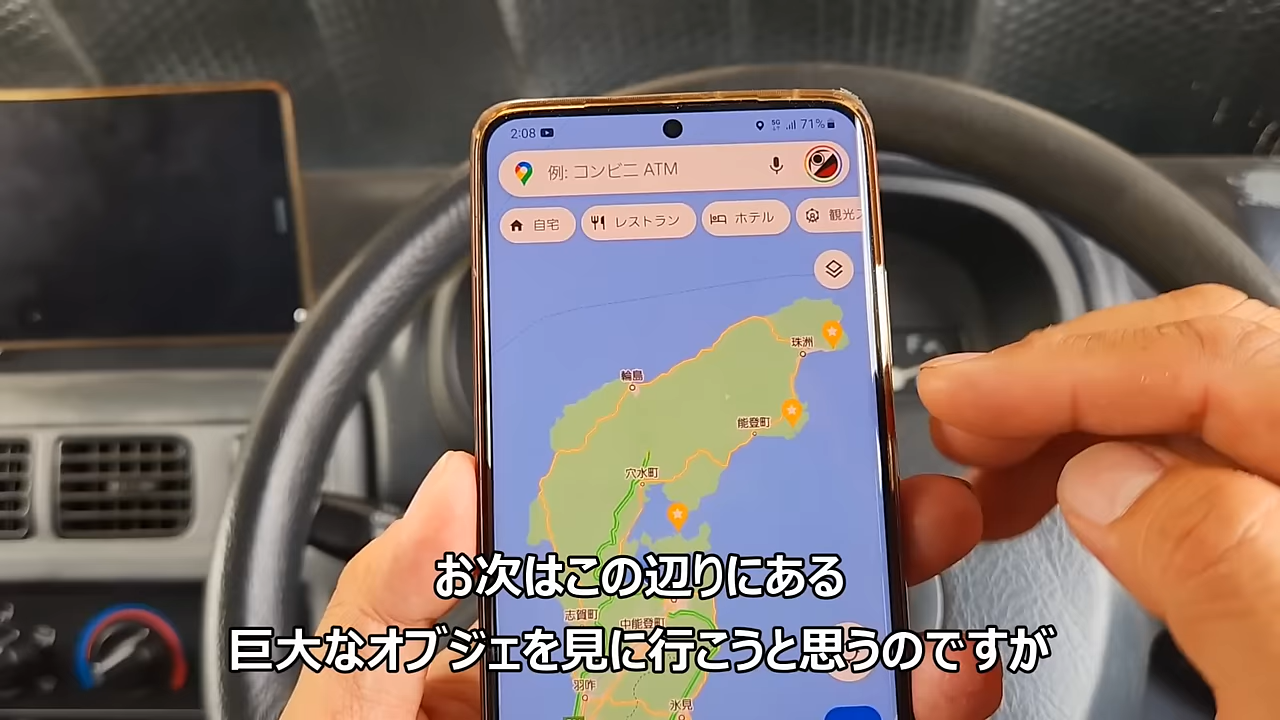 2:08
5G
71%
例: コンビニ ATM
自宅
レストラン
ホテル
観光ス
珠洲
輪島
能登町
穴水町
お次はこの辺りにある
志賀町
中能登町
巨大なオブジェを見に行こうと思うのですが
羽咋
氷見